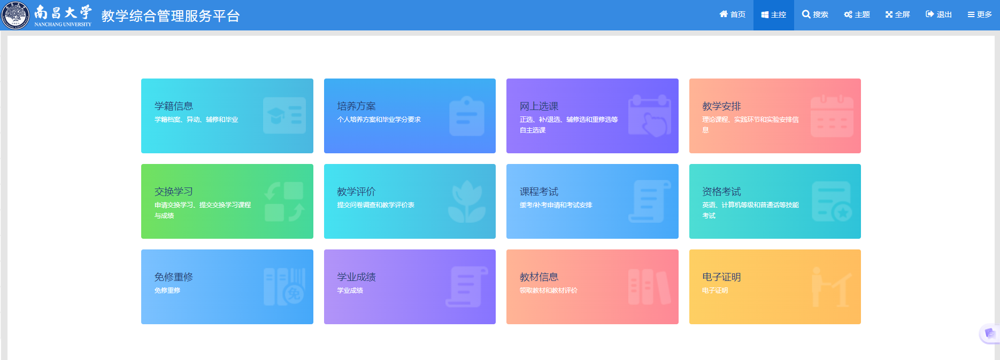 南昌大学
NANCHANG UNIVERSITY
教学综合管理服务平台
首页
主控
搜索
主题
全屏
退出
更多
学籍信息
学籍档案、异动、辅修和毕业
培养方案
个人培养方案和毕业学分要求
网上选课
正选、补/退选、辅修选和重修选等
自主选课
教学安排
理论课程、实践环节和实验安排信
息
交换学习
申请交换学习、提交交换学习课程
与成绩
教学评价
提交问卷调查和教学评价表
课程考试
缓考/补考申请和考试安排
资格考试
英语、计算机等级和普通话等技能
考试
免修重修
免修重修
免
学业成绩
学业成绩
教材信息
领取教材和教材评价
电子证明
电子证明